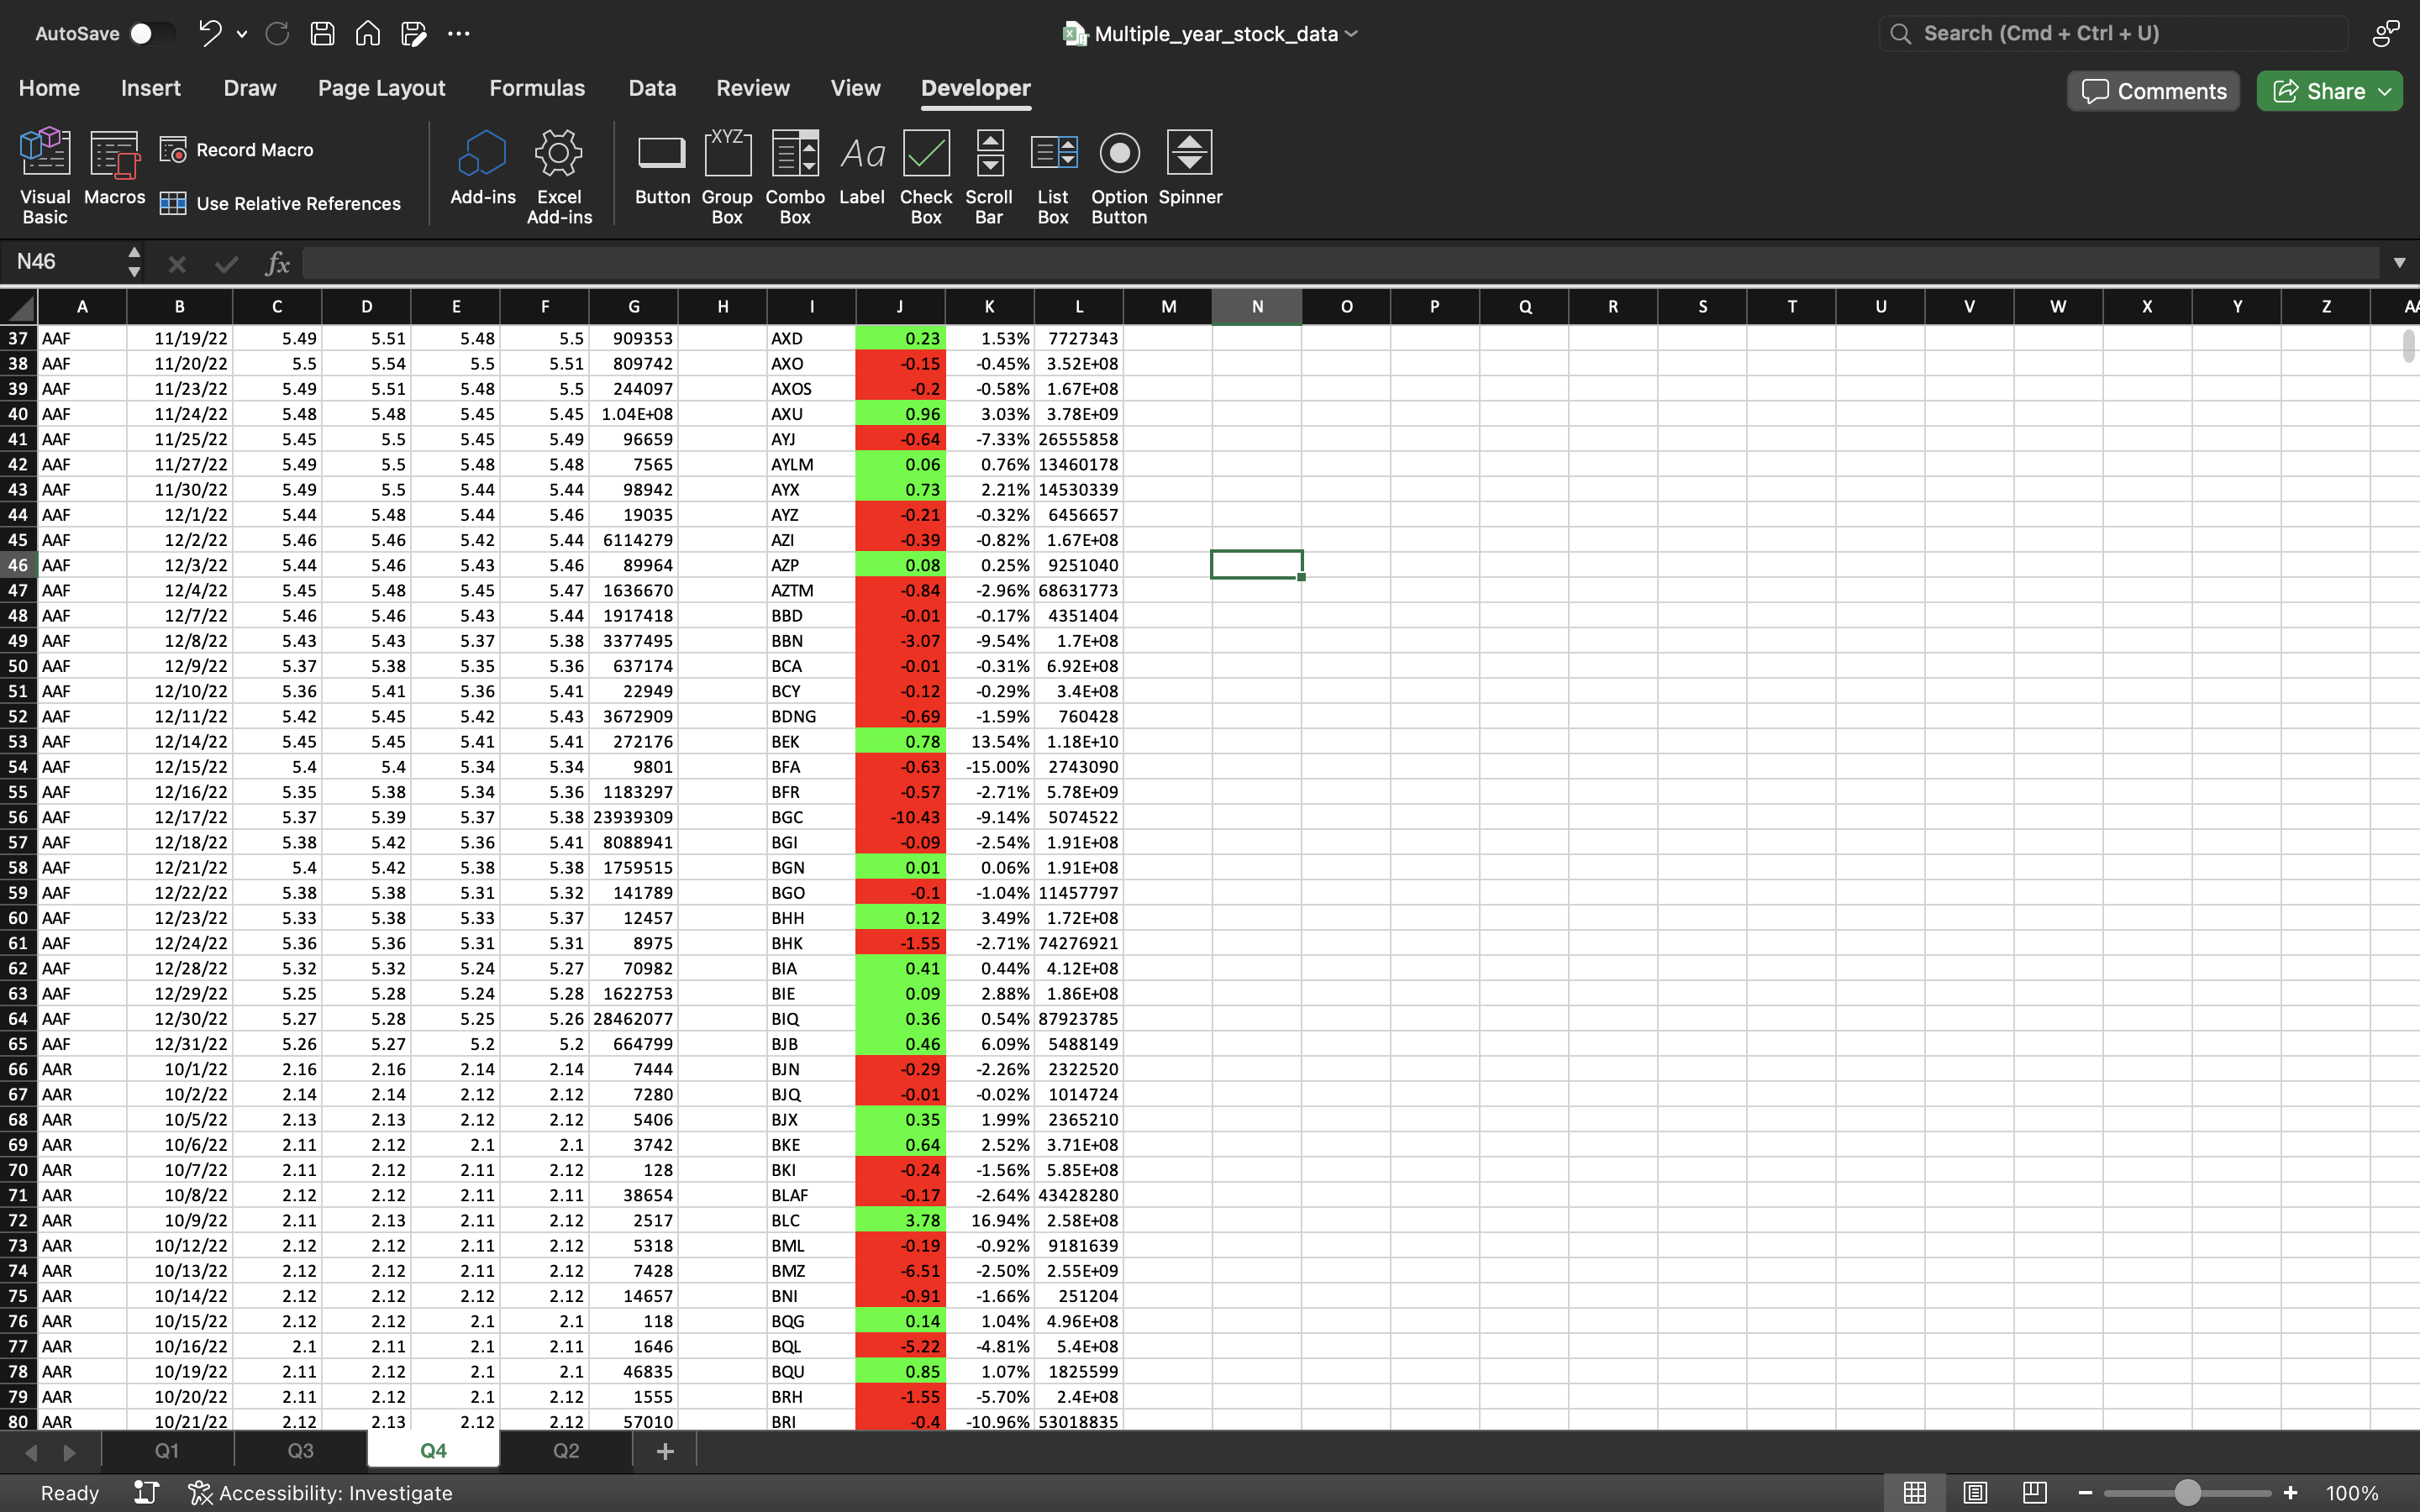 AutoSave
Multiple_year_stock_data
Search (Cmd + Ctrl + U)
Home Insert Draw Page Layout Formulas Data Review View Developer
Comments Share
Visual Basic Macros Record Macro Use Relative References Add-ins Excel Add-ins Button Group Box Combo Box Label Check Box Scroll Bar List Box Option Button Spinner
XYZ Aa
N46 fx
A B C D E F G H I J K L M N O P Q R S T U V W X Y Z
37 AAF 11/19/22 5.49 5.51 5.48 5.5 909353 AXD 0.23 1.53% 7727343
38 AAF 11/20/22 5.5 5.54 5.5 5.51 809742 AXO -0.15 -0.45% 3.52E+08
39 AAF 11/23/22 5.49 5.51 5.48 5.5 244097 AXOS -0.2 -0.58% 1.67E+08
40 AAF 11/24/22 5.48 5.48 5.45 5.45 1.04E+08 AXU 0.96 3.03% 3.78E+09
41 AAF 11/25/22 5.45 5.5 5.45 5.49 96659 AYJ -0.64 -7.33% 26555858
42 AAF 11/27/22 5.49 5.5 5.48 5.48 7565 AYLM 0.06 0.76% 13460178
43 AAF 11/30/22 5.49 5.5 5.44 5.44 98942 AYX 0.73 2.21% 14530339
44 AAF 12/1/22 5.44 5.48 5.44 5.46 19035 AYZ -0.21 -0.32% 6456657
45 AAF 12/2/22 5.46 5.46 5.42 5.44 6114279 AZI -0.39 -0.82% 1.67E+08
46 AAF 12/3/22 5.44 5.46 5.43 5.46 89964 AZP 0.08 0.25% 9251040
47 AAF 12/4/22 5.45 5.48 5.45 5.47 1636670 AZTM -0.84 -2.96% 68631773
48 AAF 12/7/22 5.46 5.46 5.43 5.44 1917418 BBD -0.01 -0.17% 4351404
49 AAF 12/8/22 5.43 5.43 5.37 5.38 3377495 BBN -3.07 -9.54% 1.7E+08
50 AAF 12/9/22 5.37 5.38 5.35 5.36 637174 BCA -0.01 -0.31% 6.92E+08
51 AAF 12/10/22 5.36 5.41 5.36 5.41 22949 BCY -0.12 -0.29% 3.4E+08
52 AAF 12/11/22 5.42 5.45 5.42 5.43 3672909 BDNG -0.69 -1.59% 760428
53 AAF 12/14/22 5.45 5.45 5.41 5.41 272176 BEK 0.78 13.54% 1.18E+10
54 AAF 12/15/22 5.4 5.4 5.34 5.34 9801 BFA -0.63 -15.00% 2743090
55 AAF 12/16/22 5.35 5.38 5.34 5.36 1183297 BFR -0.57 -2.71% 5.78E+09
56 AAF 12/17/22 5.37 5.39 5.37 5.38 23939309 BGC -10.43 -9.14% 5074522
57 AAF 12/18/22 5.38 5.42 5.36 5.41 8088941 BGI -0.09 -2.54% 1.91E+08
58 AAF 12/21/22 5.4 5.42 5.38 5.38 1759515 BGN 0.01 0.06% 1.91E+08
59 AAF 12/22/22 5.38 5.38 5.31 5.32 141789 BGO -0.1 -1.04% 11457797
60 AAF 12/23/22 5.33 5.38 5.33 5.37 12457 BHH 0.12 3.49% 1.72E+08
61 AAF 12/24/22 5.36 5.36 5.31 5.31 8975 BHK -1.55 -2.71% 74276921
62 AAF 12/28/22 5.32 5.32 5.24 5.27 70982 BIA 0.41 0.44% 4.12E+08
63 AAF 12/29/22 5.25 5.28 5.24 5.28 1622753 BIE 0.09 2.88% 1.86E+08
64 AAF 12/30/22 5.27 5.28 5.25 5.26 28462077 BIQ 0.36 0.54% 87923785
65 AAF 12/31/22 5.26 5.27 5.2 5.2 664799 BJB 0.46 6.09% 5488149
66 AAR 10/1/22 2.16 2.16 2.14 2.14 7444 BJN -0.29 -2.26% 2322520
67 AAR 10/2/22 2.14 2.14 2.12 2.12 7280 BJQ -0.01 -0.02% 1014724
68 AAR 10/5/22 2.13 2.13 2.12 2.12 5406 BJX 0.35 1.99% 2365210
69 AAR 10/6/22 2.11 2.12 2.1 2.1 3742 BKE 0.64 2.52% 3.71E+08
70 AAR 10/7/22 2.11 2.12 2.11 2.12 128 BKI -0.24 -1.56% 5.85E+08
71 AAR 10/8/22 2.12 2.12 2.11 2.11 38654 BLAF -0.17 -2.64% 43428280
72 AAR 10/9/22 2.11 2.13 2.11 2.12 2517 BLC 3.78 16.94% 2.58E+08
73 AAR 10/12/22 2.12 2.12 2.11 2.12 5318 BML -0.19 -0.92% 9181639
74 AAR 10/13/22 2.12 2.12 2.11 2.12 7428 BMZ -6.51 -2.50% 2.55E+09
75 AAR 10/14/22 2.12 2.12 2.12 2.12 14657 BNI -0.91 -1.66% 251204
76 AAR 10/15/22 2.12 2.12 2.1 2.1 118 BQG 0.14 1.04% 4.96E+08
77 AAR 10/16/22 2.1 2.11 2.1 2.11 1646 BQL -5.22 -4.81% 5.4E+08
78 AAR 10/19/22 2.11 2.12 2.1 2.1 46835 BQU 0.85 1.07% 1825599
79 AAR 10/20/22 2.11 2.12 2.1 2.12 1555 BRH -1.55 -5.70% 2.4E+08
80 AAR 10/21/22 2.12 2.13 2.12 2.12 57010 BRI -0.4 -10.96% 53018835
Q1 Q3 Q4 Q2 +
Ready Accessibility: Investigate 100%